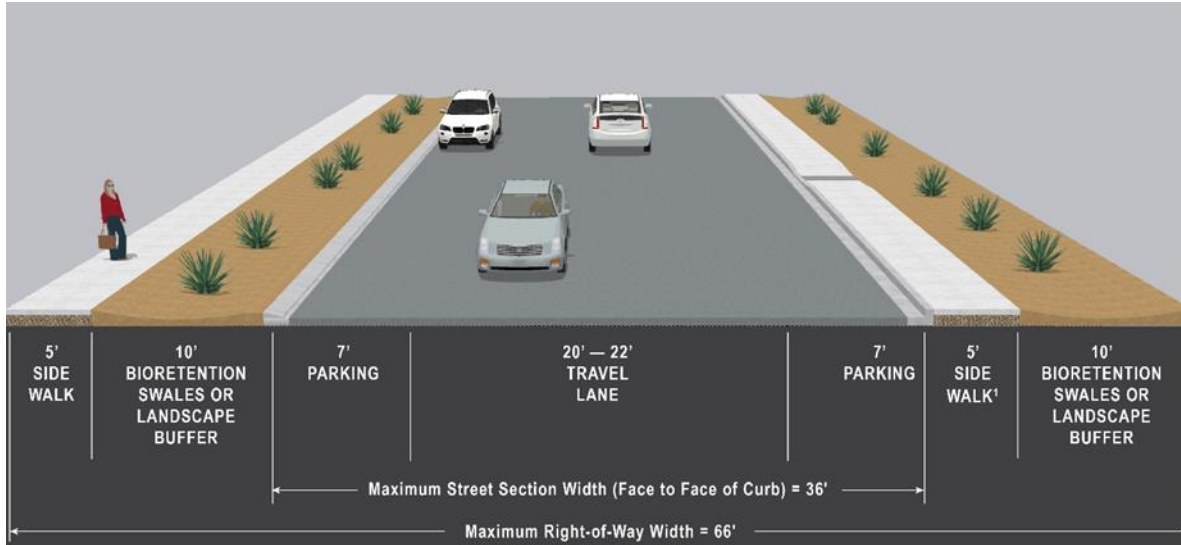 5'
SIDE
WALK
10'
BIORETENTION
SWALES OR
LANDSCAPE
BUFFER
7'
PARKING
20' — 22'
TRAVEL
LANE
7'
PARKING
5'
SIDE
WALK¹
10'
BIORETENTION
SWALES OR
LANDSCAPE
BUFFER
Maximum Street Section Width (Face to Face of Curb) = 36'
Maximum Right-of-Way Width = 66'